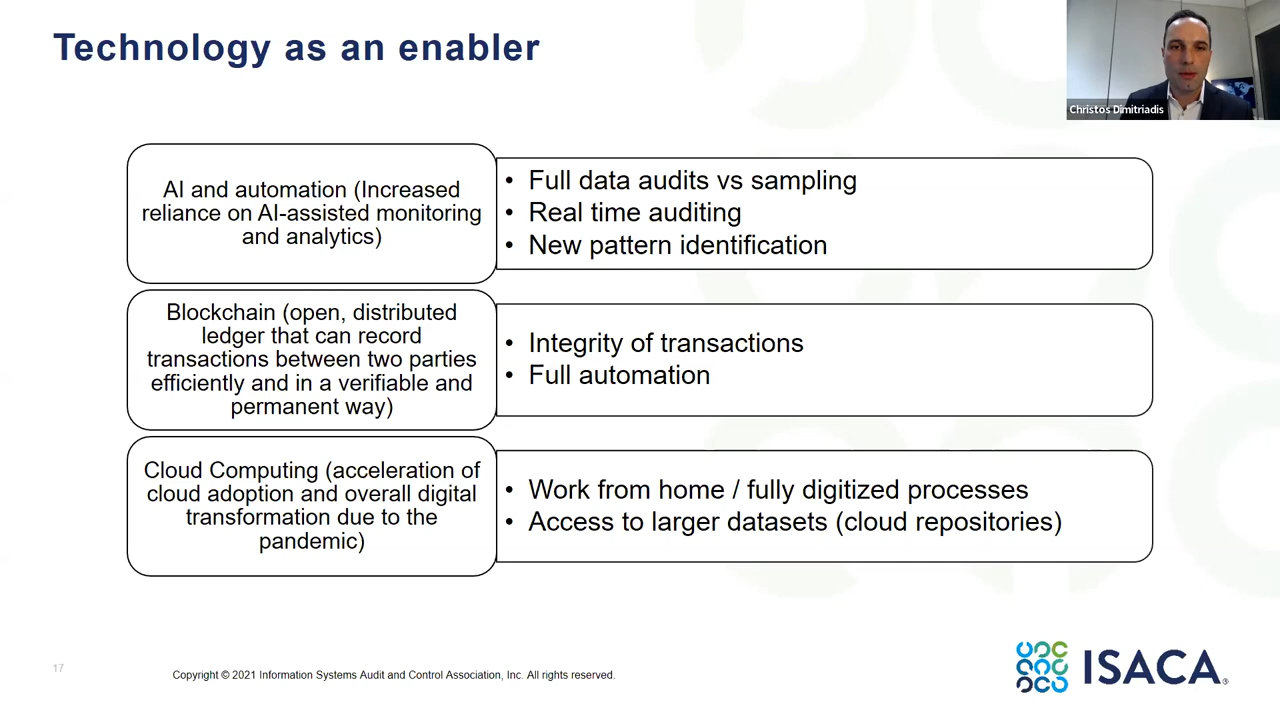 Technology as an enabler
Christos Dimitriadis
AI and automation (Increased
reliance on AI-assisted monitoring
and analytics)
• Full data audits vs sampling
• Real time auditing
• New pattern identification
Blockchain (open, distributed
ledger that can record
transactions between two parties
efficiently and in a verifiable and
permanent way)
• Integrity of transactions
• Full automation
Cloud Computing (acceleration of
cloud adoption and overall digital
transformation due to the
pandemic)
• Work from home / fully digitized processes
• Access to larger datasets (cloud repositories)
17
Copyright © 2021 Information Systems Audit and Control Association, Inc. All rights reserved.
ISACA®